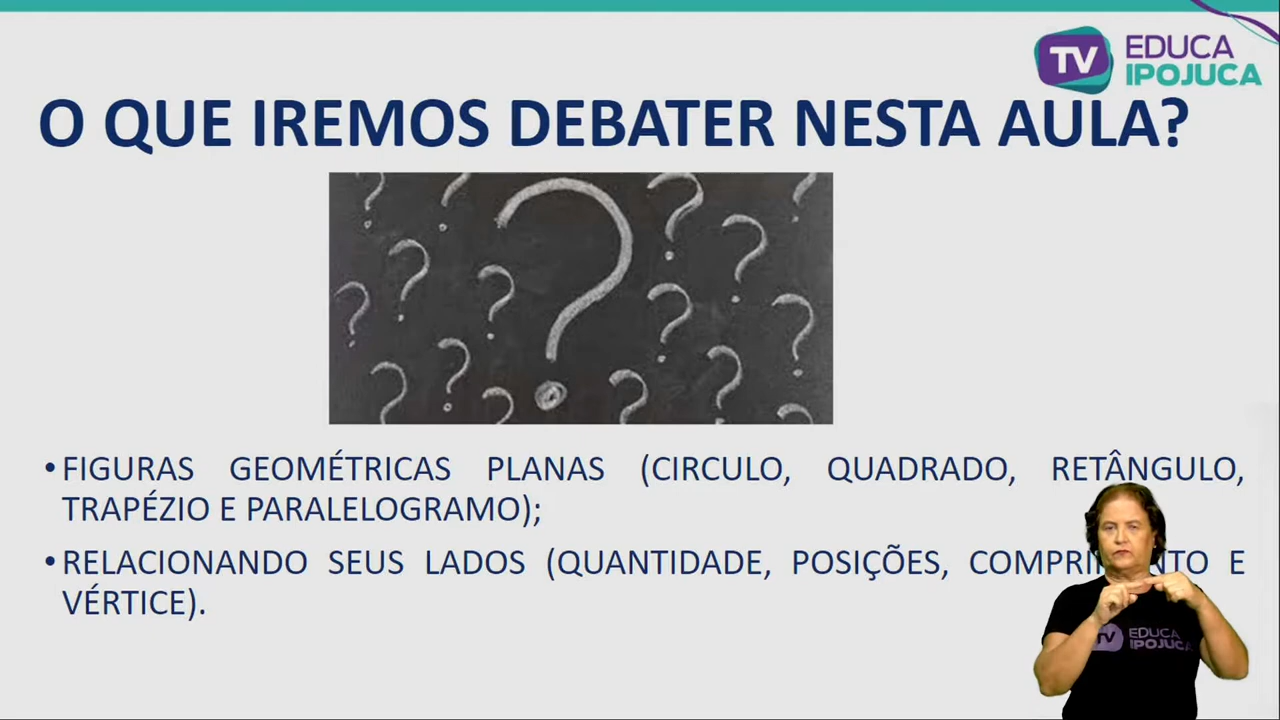 TV EDUCA
IPOJUCA
O QUE IREMOS DEBATER NESTA AULA?
•FIGURAS GEOMÉTRICAS PLANAS (CIRCULO, QUADRADO, RETÂNGULO,
TRAPÉZIO E PARALELOGRAMO);
•RELACIONANDO SEUS LADOS (QUANTIDADE, POSIÇÕES, E
VÉRTICE).
TV EDUCA
IPOJUCA